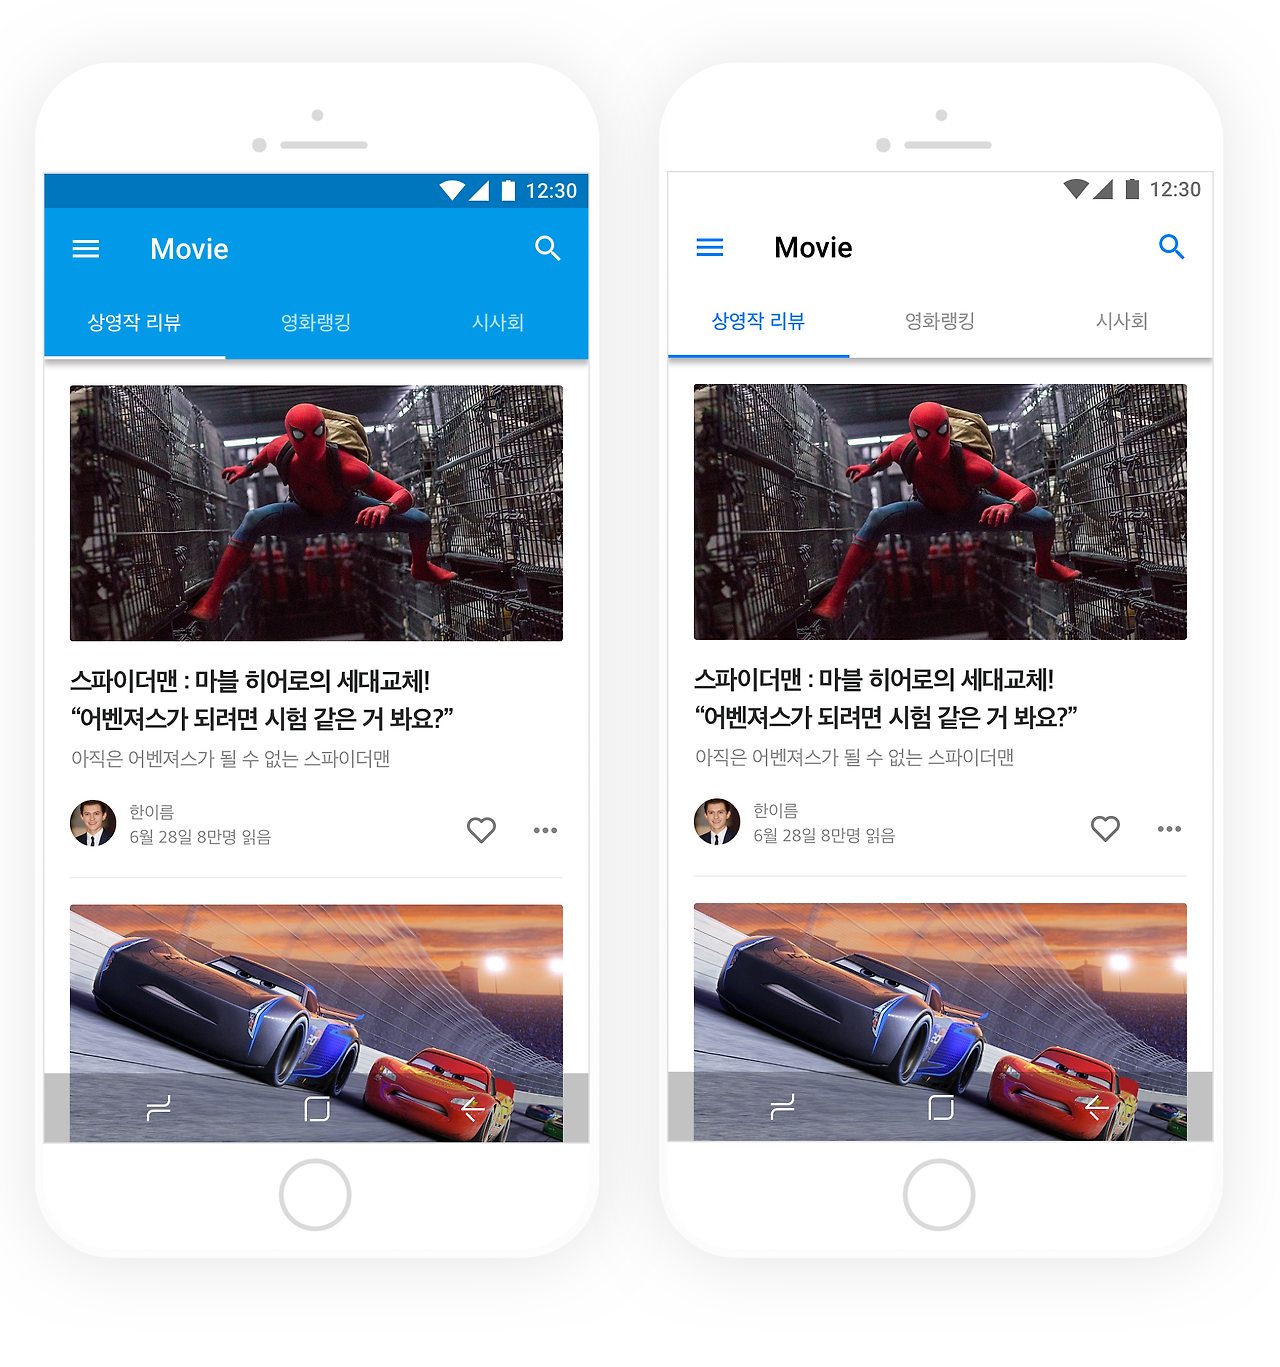 12:30
Movie
상영작 리뷰 영화랭킹 시사회
스파이더맨 : 마블 히어로의 세대교체!
“어벤져스가 되려면 시험 같은 거 봐요?”
아직은 어벤져스가 될 수 없는 스파이더맨
한이름
6월 28일 8만명 읽음
12:30
Movie
상영작 리뷰 영화랭킹 시사회
스파이더맨 : 마블 히어로의 세대교체!
“어벤져스가 되려면 시험 같은 거 봐요?”
아직은 어벤져스가 될 수 없는 스파이더맨
한이름
6월 28일 8만명 읽음